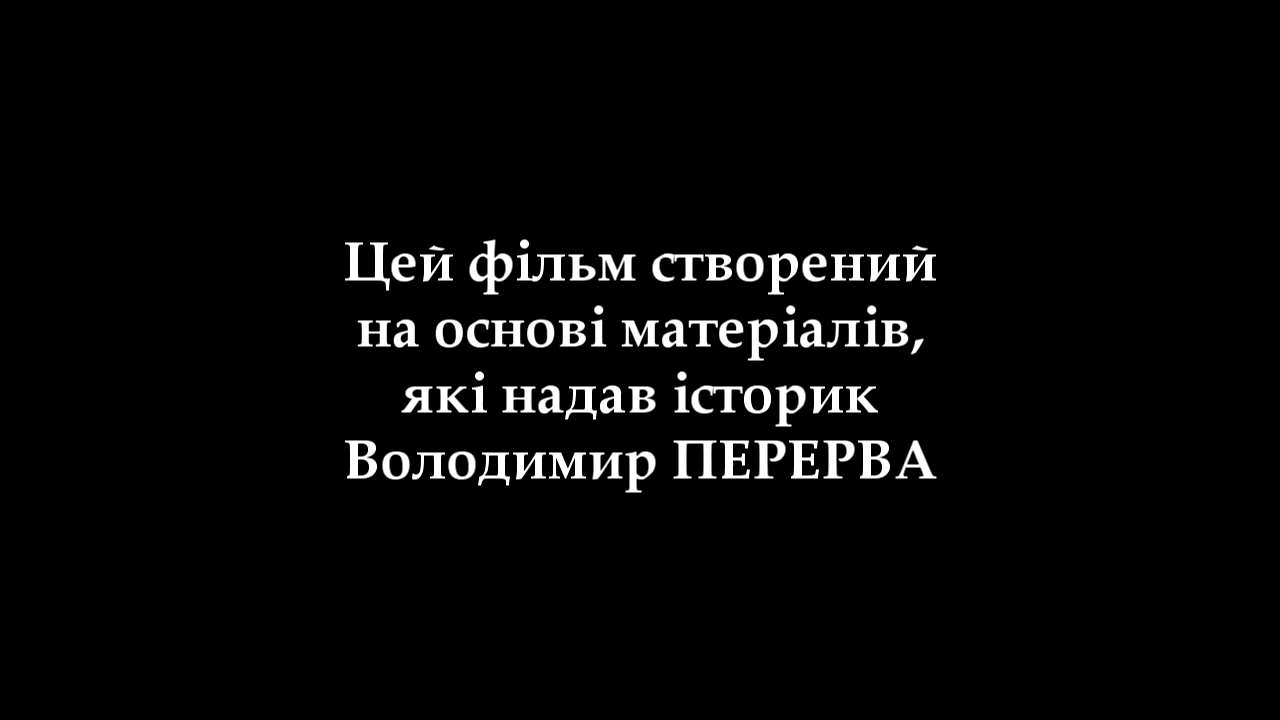 Цей фільм створений
на основі матеріалів,
які надав історик
Володимир ПЕРЕРВА